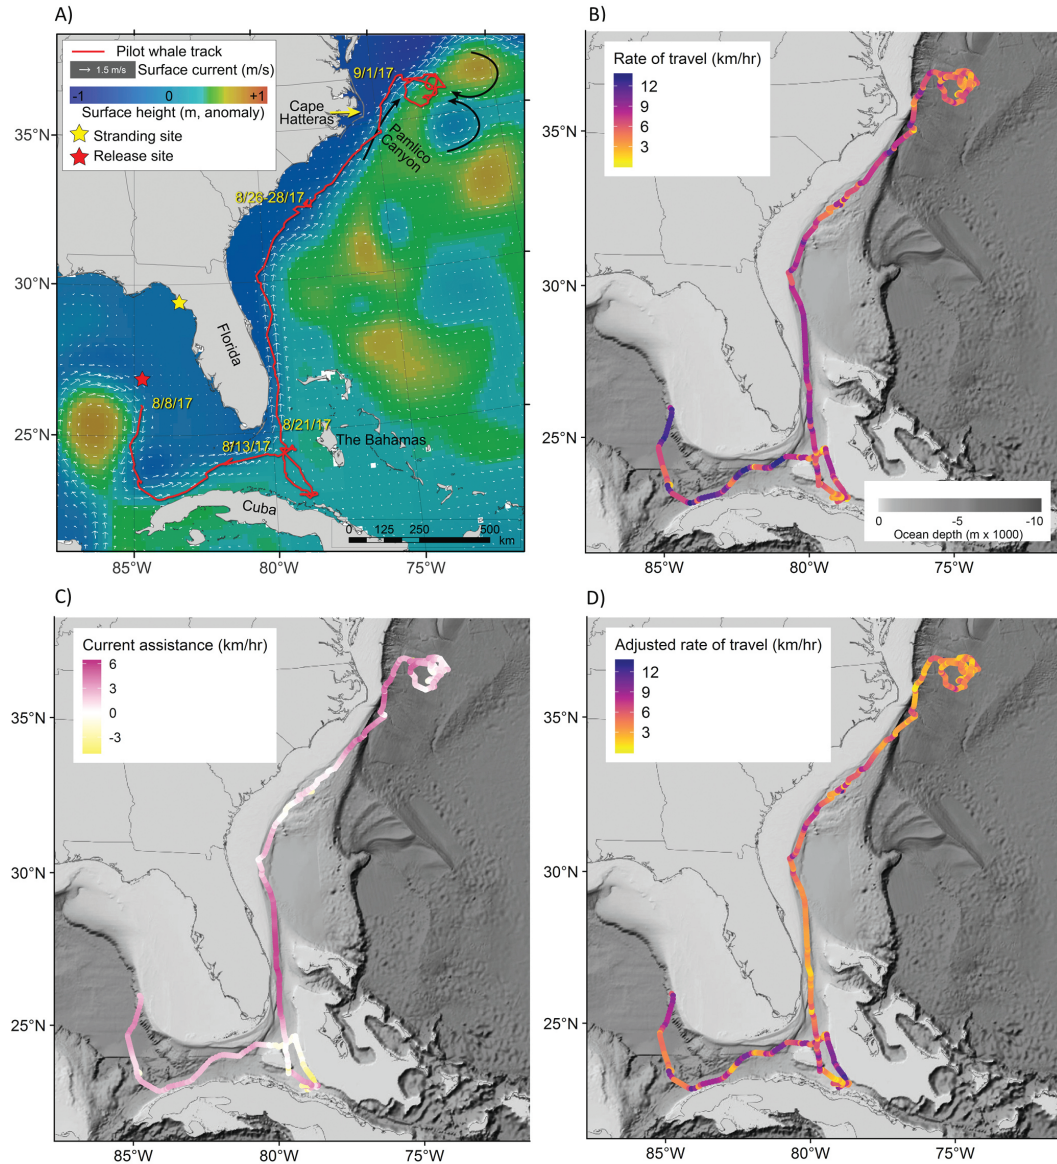 A)
Pilot whale track
1.5 m/s Surface current (m/s)
-1 0 +1
Surface height (m, anomaly)
Stranding site
Release site
9/1/17
Cape
Hatteras
Pamlico
Canyon
8/26-28/17
Florida
8/8/17
8/21/17
8/13/17
The Bahamas
Cuba
0 125 250 500
km
35°N
30°N
25°N
85°W 80°W 75°W
B)
Rate of travel (km/hr)
12
9
6
3
35°N
30°N
25°N
0 -5 -10
Ocean depth (m x 1000)
85°W 80°W 75°W
C)
Current assistance (km/hr)
6
3
0
-3
35°N
30°N
25°N
85°W 80°W 75°W
D)
Adjusted rate of travel (km/hr)
12
9
6
3
35°N
30°N
25°N
85°W 80°W 75°W